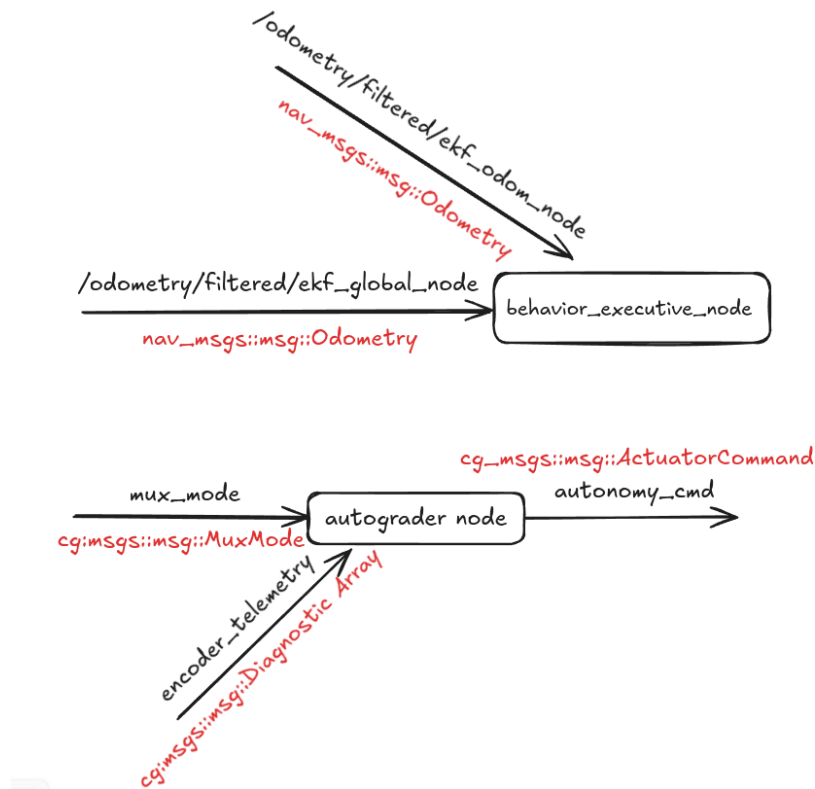 /odometry/filtered/ekf_odom_node
nav_msgs::msg::Odometry
/odometry/filtered/ekf_global_node
nav_msgs::msg::Odometry
behavior_executive_node
cg_msgs::msg::ActuatorCommand
mux_mode
autonomy_cmd
autograder node
cg:msgs::msg::MuxMode
encoder_telemetry
cg:msgs::msg::Diagnostic Array